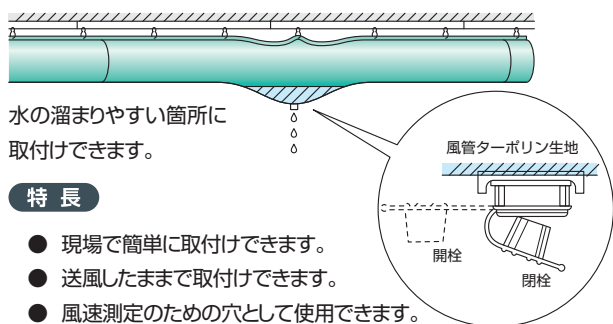 水の溜まりやすい箇所に
取付けできます。
風管ターポリン生地
開栓
閉栓
特長
● 現場で簡単に取付けできます。
● 送風したままで取付けできます。
● 風速測定のための穴として使用できます。